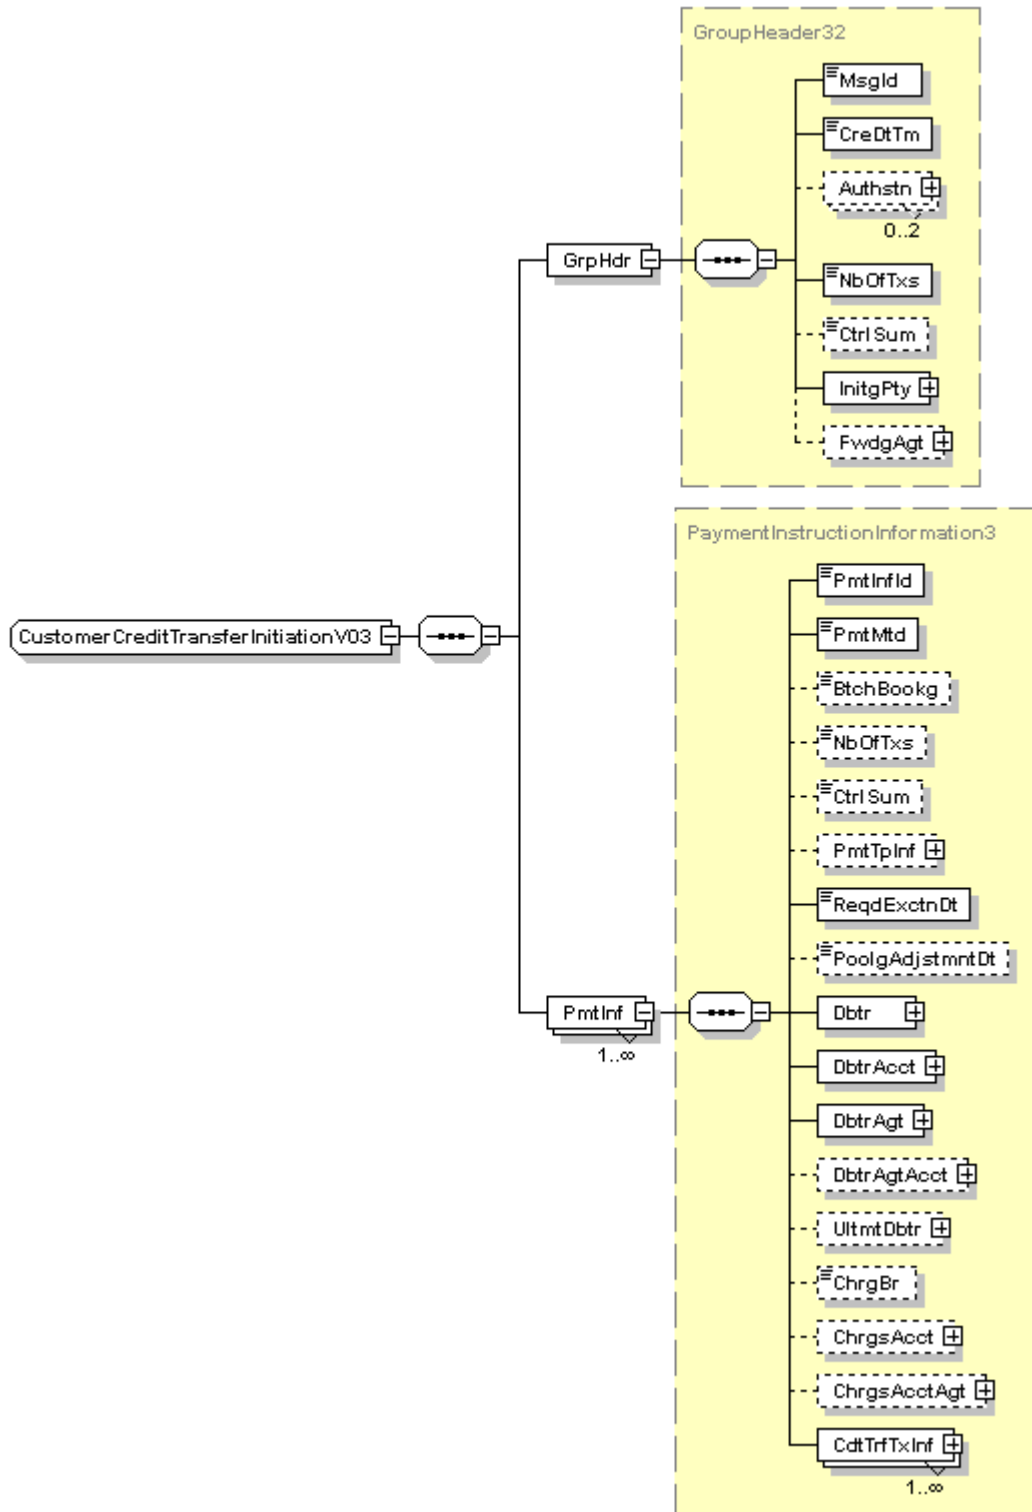 GroupHeader32
MsgId
CreDtTm
Authstn
0..2
GrpHdr
NbOfTxs
CtrlSum
InitgPty
FwdgAgt
PaymentInstructionInformation3
PmtInfId
CustomerCreditTransferInitiationV03
PmtMtd
BtchBookg
NbOfTxs
CtrlSum
PmtTpInf
ReqdExctnDt
PoolgAdjstmntDt
PmtInf
1..∞
Dbtr
DbtrAcct
DbtrAgt
DbtrAgtAcct
UltmtDbtr
ChrgBr
ChrgsAcct
ChrgsAcctAgt
CdtTrfTxInf
1..∞